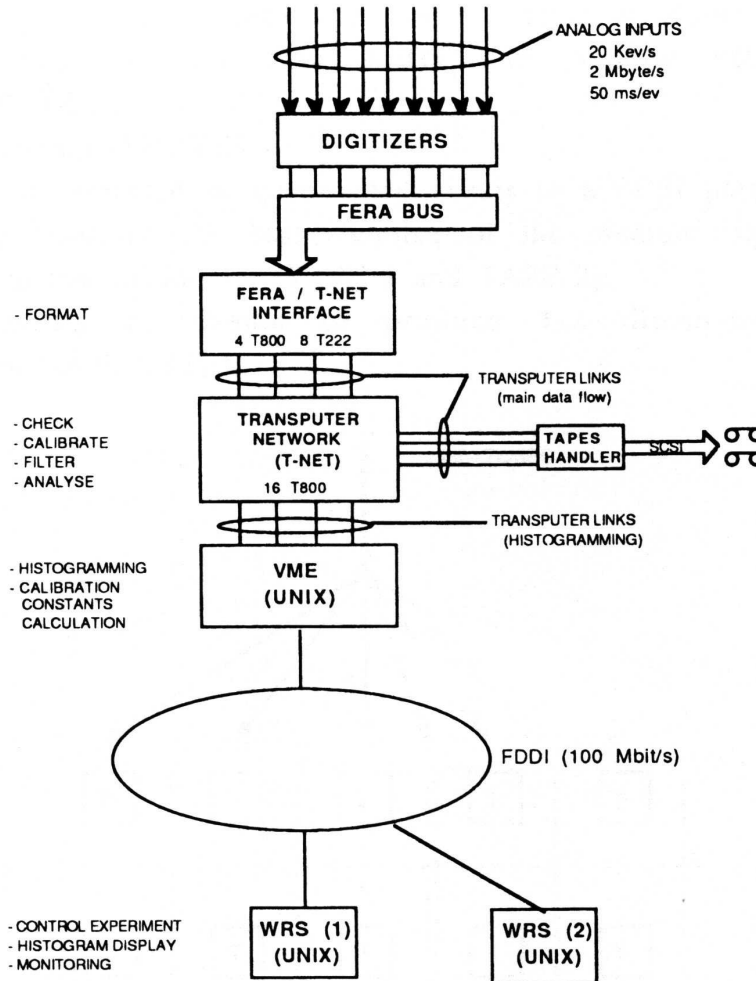 ANALOG INPUTS
20 Kev/s
2 Mbyte/s
50 ms/ev
DIGITIZERS
FERA BUS
- FORMAT
FERA / T-NET
INTERFACE
4 T800 8 T222
TRANSPUTER LINKS
(main data flow)
- CHECK
- CALIBRATE
- FILTER
- ANALYSE
TRANSPUTER
NETWORK
(T-NET)
16 T800
TAPES
HANDLER
SCSI
TRANSPUTER LINKS
(HISTOGRAMMING)
- HISTOGRAMMING
- CALIBRATION
CONSTANTS
CALCULATION
VME
(UNIX)
FDDI (100 Mbit/s)
- CONTROL EXPERIMENT
- HISTOGRAM DISPLAY
- MONITORING
WRS (1)
(UNIX)
WRS (2)
(UNIX)